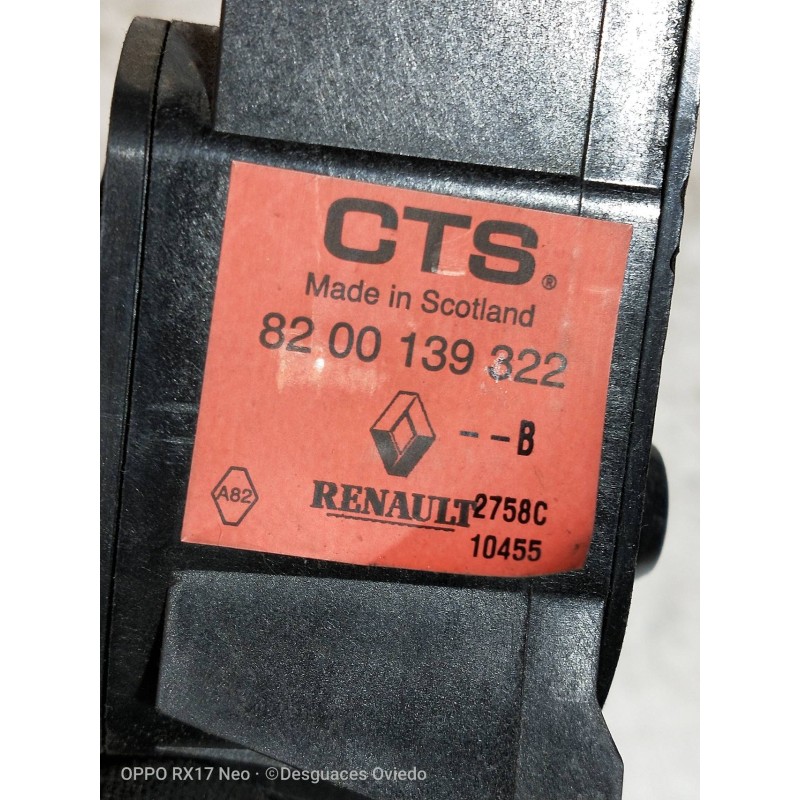 CTS®
Made in Scotland
82 00 139 322
--B
A82
RENAULT 2758C
10455
OPPO RX17 Neo · ©Desguaces Oviedo